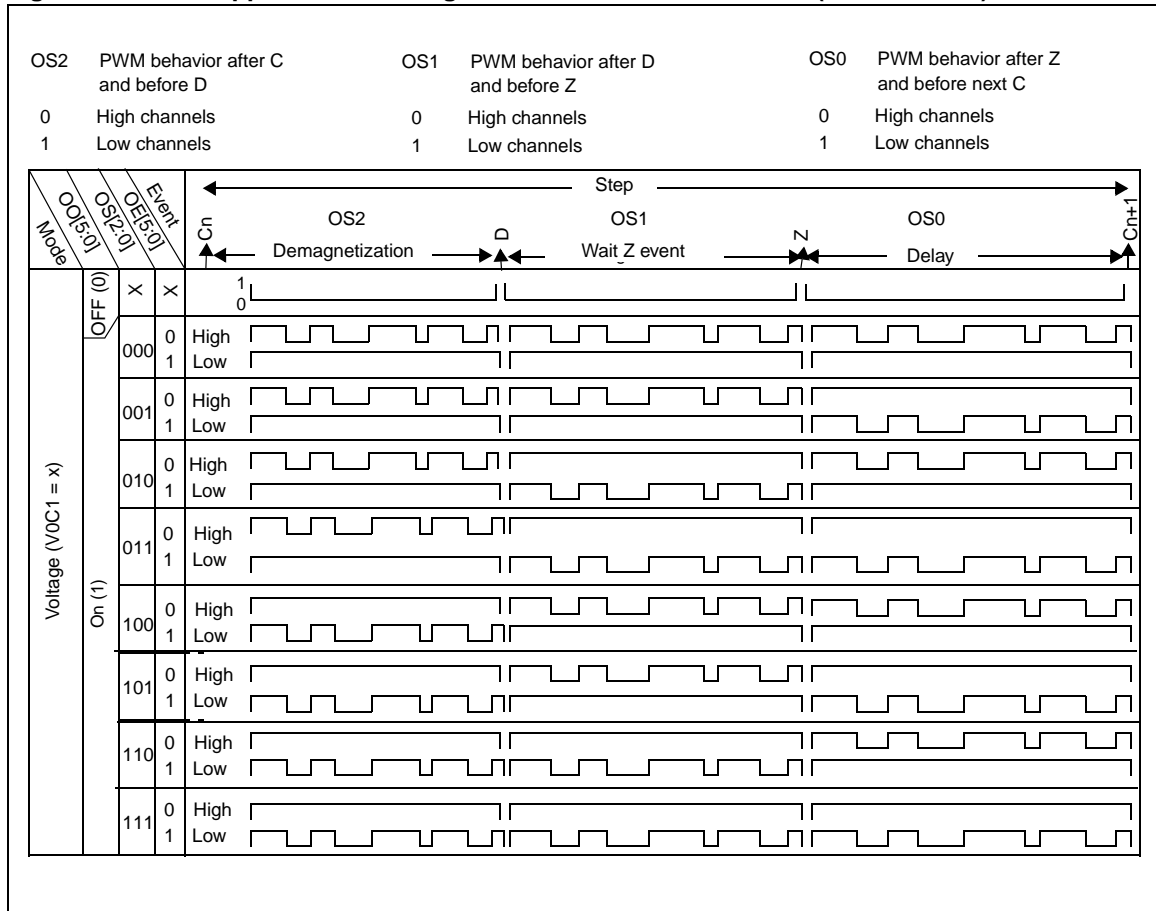 OS2 PWM behavior after C OS1 PWM behavior after D OS0 PWM behavior after Z
and before D and before Z and before next C
0 High channels 0 High channels 0 High channels
1 Low channels 1 Low channels 1 Low channels
Mode OO[5:0] OS[2:0] OE[5:0] Event Step
Cn OS2 D OS1 Z OS0 Cn+1
Demagnetization Wait Z event Delay
Voltage (V0C1 = x)
OFF (0) X X 1
0
On (1)
000 0 High
1 Low
001 0 High
1 Low
010 0 High
1 Low
011 0 High
1 Low
100 0 High
1 Low
101 0 High
1 Low
110 0 High
1 Low
111 0 High
1 Low